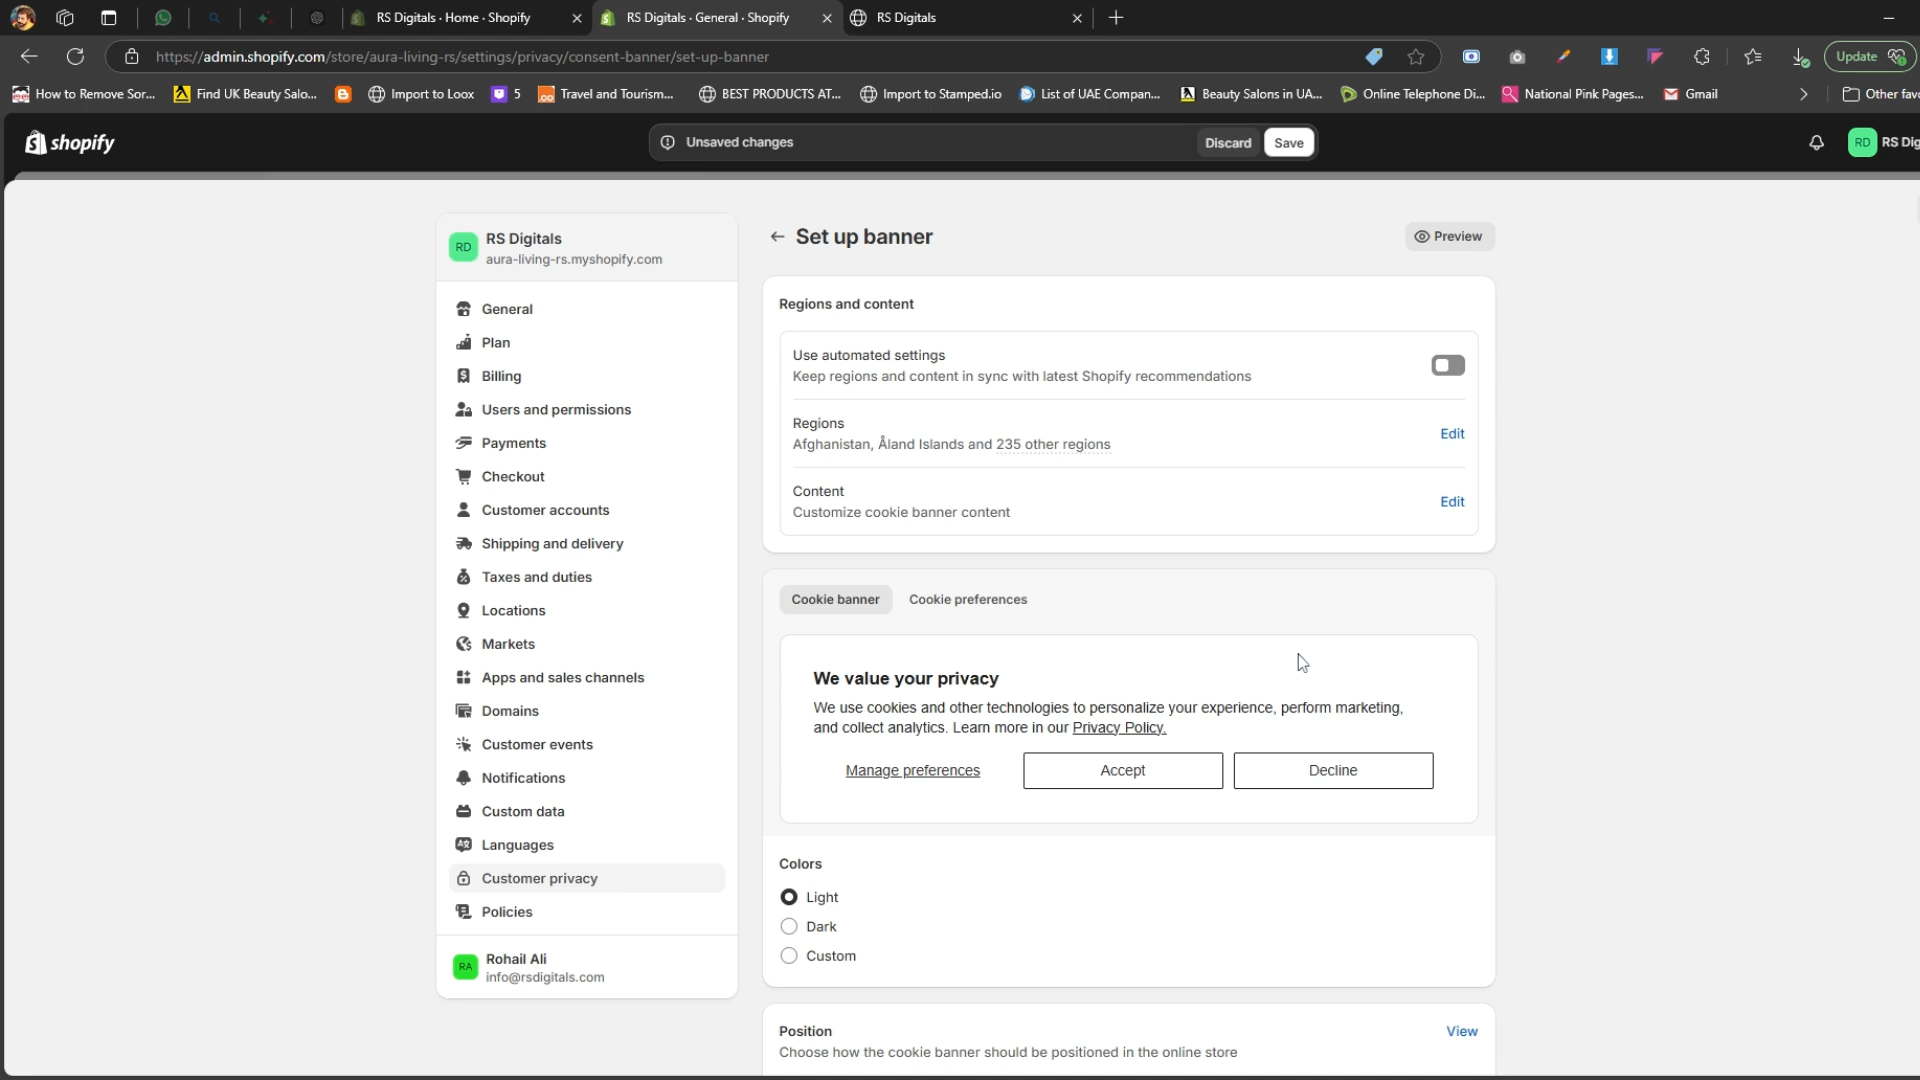 RS Digitals · Home · Shopify
RS Digitals · General · Shopify
RS Digitals
https://admin.shopify.com/store/aura-living-rs/settings/privacy/consent-banner/set-up-banner
Update
How to Remove Sor...
Find UK Beauty Salo...
Import to Loox
5
Travel and Tourism...
BEST PRODUCTS AT...
Import to Stamped.io
List of UAE Compan...
Beauty Salons in UA...
Online Telephone Di...
National Pink Pages...
Gmail
Other favo
shopify
Unsaved changes
Discard
Save
RD
RS Dig
RD
RS Digitals
aura-living-rs.myshopify.com
General
Plan
Billing
Users and permissions
Payments
Checkout
Customer accounts
Shipping and delivery
Taxes and duties
Locations
Markets
Apps and sales channels
Domains
Customer events
Notifications
Custom data
Languages
Customer privacy
Policies
RA
Rohail Ali
info@rsdigitals.com
Set up banner
Preview
Regions and content
Use automated settings
Keep regions and content in sync with latest Shopify recommendations
Regions
Afghanistan, Åland Islands and 235 other regions
Edit
Content
Customize cookie banner content
Edit
Cookie banner
Cookie preferences
We value your privacy
We use cookies and other technologies to personalize your experience, perform marketing,
and collect analytics. Learn more in our Privacy Policy.
Manage preferences
Accept
Decline
Colors
Light
Dark
Custom
Position
View
Choose how the cookie banner should be positioned in the online store